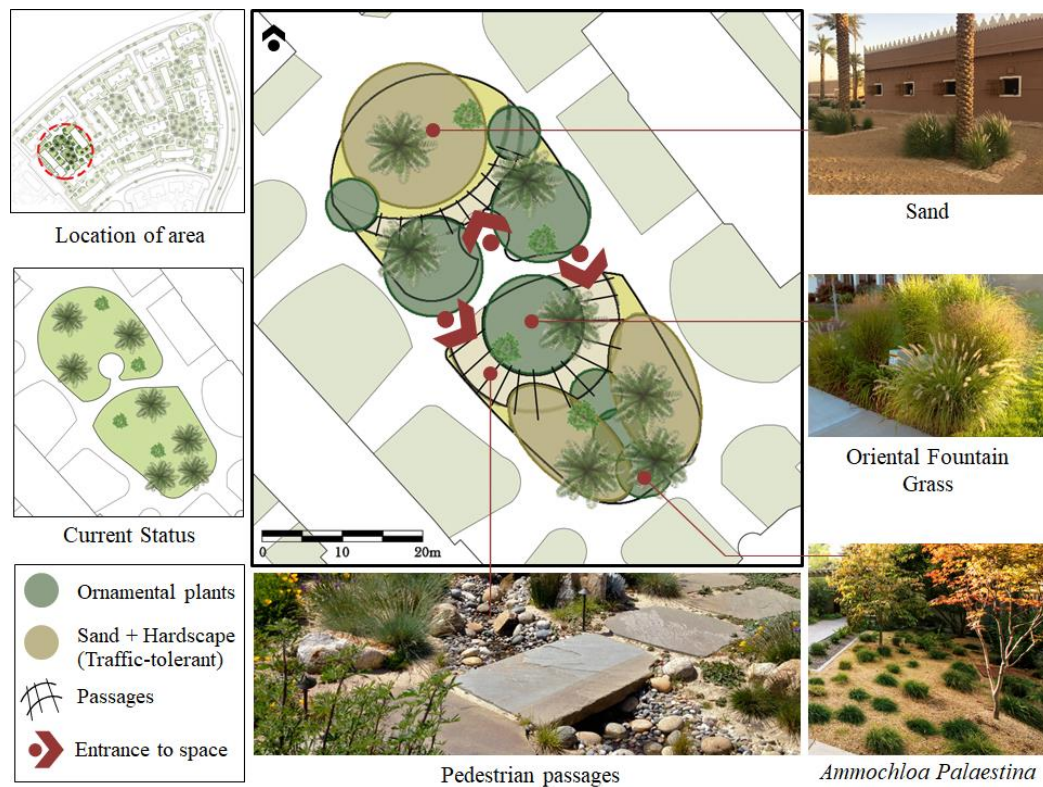 Location of area
Current Status
Ornamental plants
Sand + Hardscape
(Traffic-tolerant)
Passages
Entrance to space
0 10 20m
Pedestrian passages
Sand
Oriental Fountain
Grass
Ammochloa Palaestina